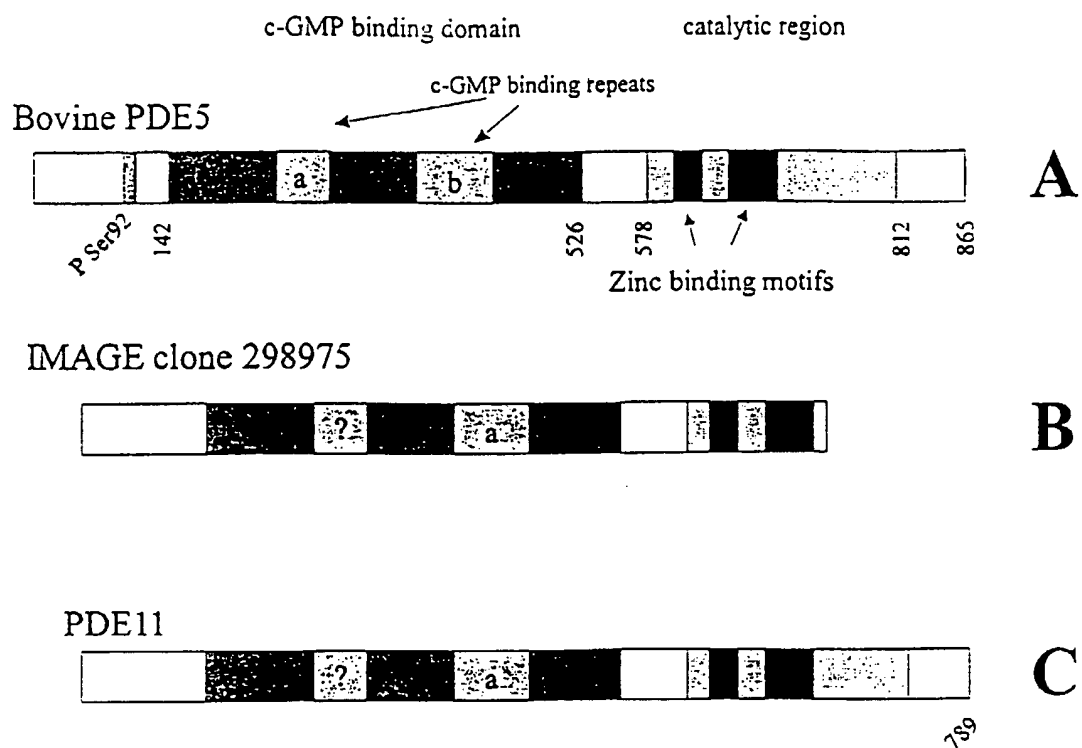 c-GMP binding domain
catalytic region
c-GMP binding repeats
Bovine PDE5
a
b
A
P Ser92
142
526
578
812
865
Zinc binding motifs
IMAGE clone 298975
?
a
B
PDE11
?
a
C
789